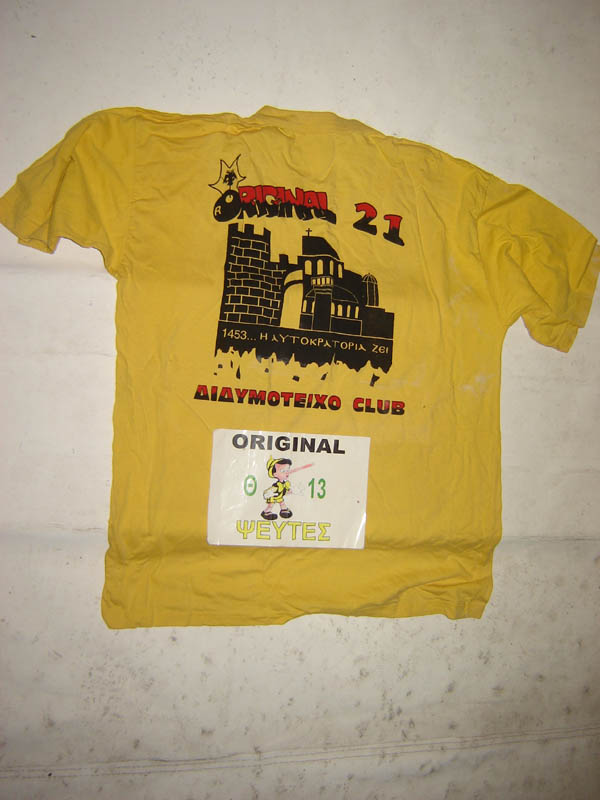 ORIGINAL 21
1453... Η ΑΥΤΟΚΡΑΤΟΡΙΑ ΖΕΙ
ΔΙΔΥΜΟΤΕΙΧΟ CLUB
ORIGINAL
Θ 13
ΨΕΥΤΕΣ